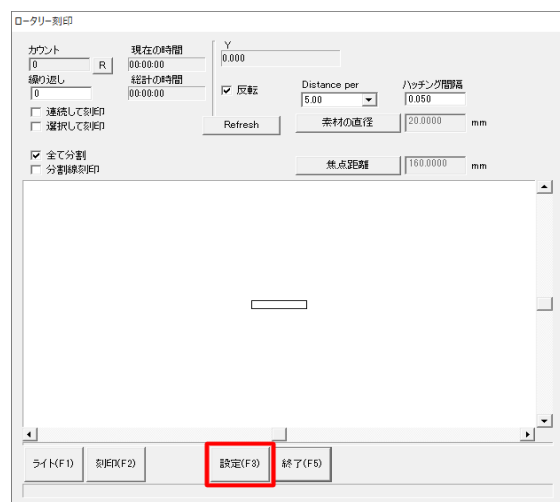 ロータリー刻印
カウント
現在の時間
Y
0
R
00:00:00
0.000
繰り返し
総計の時間
0
00:00:00
反転
Distance per
ハッチング間隔
5.00
0.050
連続して刻印
選択して刻印
Refresh
素材の直径
20.0000
mm
全て分割
分割線刻印
焦点距離
160.0000
mm
ライト(F1)
刻印(F2)
設定(F3)
終了(F5)